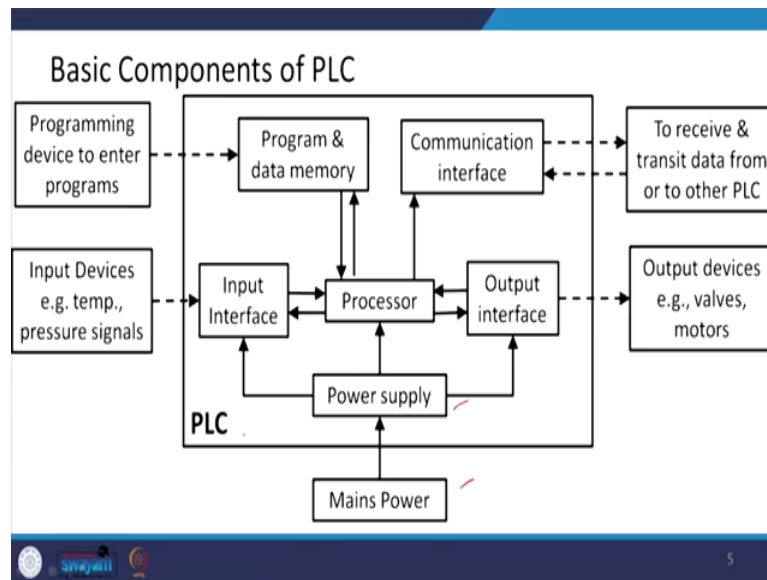 Basic Components of PLC
Programming
device to enter
programs
Program &
data memory
Communication
interface
To receive &
transit data from
or to other PLC
Input Devices
e.g. temp.,
pressure signals
Input
Interface
Processor
Output
interface
Output devices
e.g., valves,
motors
Power supply
PLC
Mains Power
swayam
5